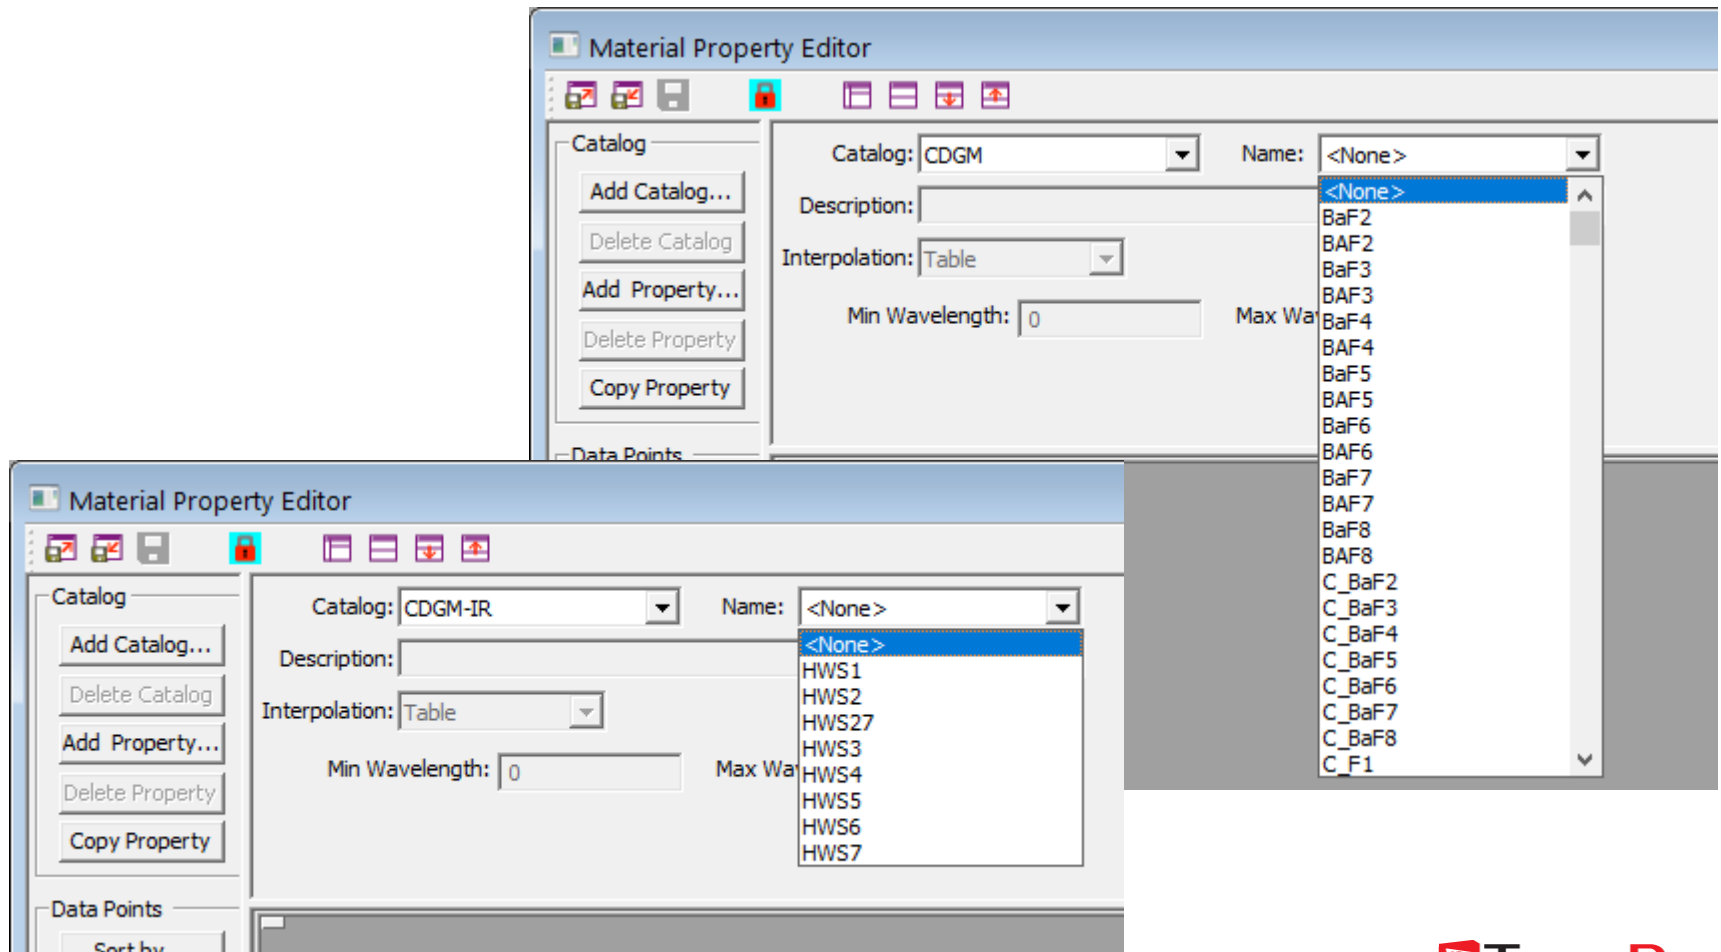 Material Property Editor
Catalog
Catalog: CDGM Name: <None>
Add Catalog...
Description:
Delete Catalog
Interpolation: Table
Add Property...
Min Wavelength: 0 Max
Delete Property
Copy Property
Data Points
<None>
BaF2
BAF2
BaF3
BAF3
BaF4
BAF4
BaF5
BAF5
BaF6
BAF6
BaF7
BAF7
BaF8
BAF8
C_BaF2
C_BaF3
C_BaF4
C_BaF5
C_BaF6
C_BaF7
C_BaF8
C_F1
Material Property Editor
Catalog
Catalog: CDGM-IR Name: <None>
Add Catalog...
Description:
Delete Catalog
Interpolation: Table
Add Property...
Min Wavelength: 0 Max
Delete Property
Copy Property
Data Points
Sort by
<None>
HWS1
HWS2
HWS27
HWS3
HWS4
HWS5
HWS6
HWS7